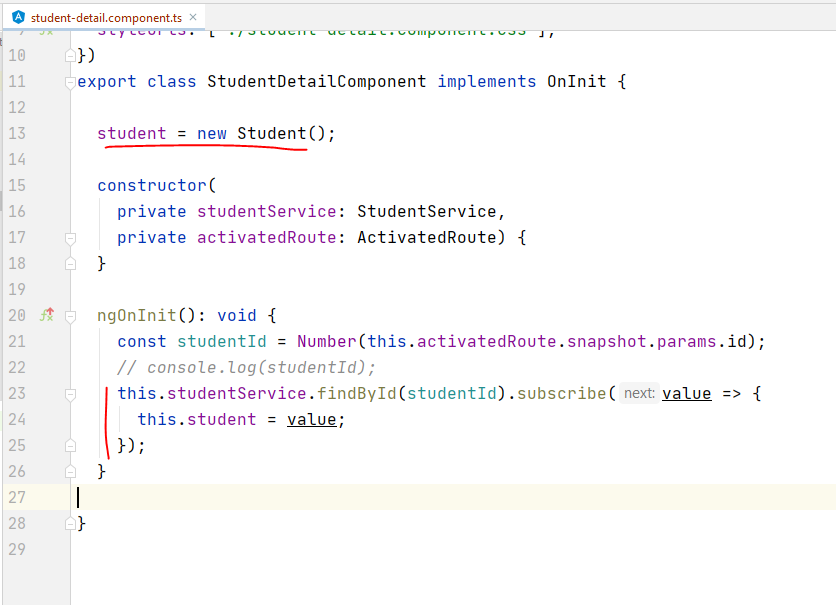 student-detail.component.ts
9 styleUrls: ['./student-detail.component.css'],
10 })
11 export class StudentDetailComponent implements OnInit {
12
13 student = new Student();
14
15 constructor(
16 private studentService: StudentService,
17 private activatedRoute: ActivatedRoute) {
18 }
19
20 ngOnInit(): void {
21 const studentId = Number(this.activatedRoute.snapshot.params.id);
22 // console.log(studentId);
23 this.studentService.findById(studentId).subscribe( next: value => {
24 this.student = value;
25 });
26 }
27
28 }
29